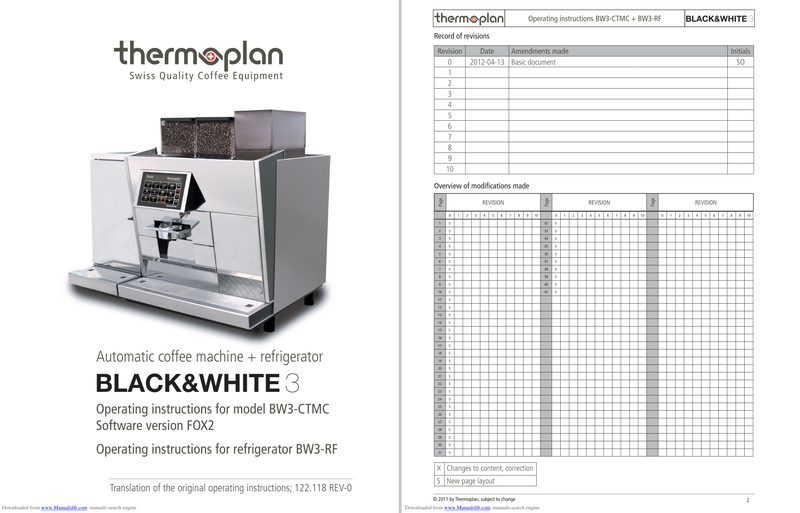 thermoplan
Swiss Quality Coffee Equipment
Automatic coffee machine + refrigerator
BLACK&WHITE 3
Operating instructions for model BW3-CTMC
Software version FOX2
Operating instructions for refrigerator BW3-RF
Translation of the original operating instructions; 122.118 REV-0
Downloaded from www.Manualslib.com manuals search engine
thermoplan Operating instructions BW3-CTMC + BW3-RF BLACK&WHITE 3
Record of revisions
Revision Date Amendments made Initials
0 2012-04-13 Basic document SO
1
2
3
4
5
6
7
8
9
10
Overview of modifications made
Page REVISION Page REVISION Page REVISION
0 1 2 3 4 5 6 7 8 9 10 0 1 2 3 4 5 6 7 8 9 10 0 1 2 3 4 5 6 7 8 9 10
1 S 32 S
2 S 33 S
3 S 34 S
4 S 35 S
5 S 36 S
6 S 37 S
7 S 38 S
8 S 39 S
9 S 40 S
10 S 41 S
11 S
12 S
13 S
14 S
15 S
16 S
17 S
18 S
19 S
20 S
21 S
22 S
23 S
24 S
25 S
26 S
27 S
28 S
29 S
30 S
31 S
X Changes to content, correction
S New page layout
© 2011 by Thermoplan, subject to change 2
Downloaded from www.Manualslib.com manuals search engine